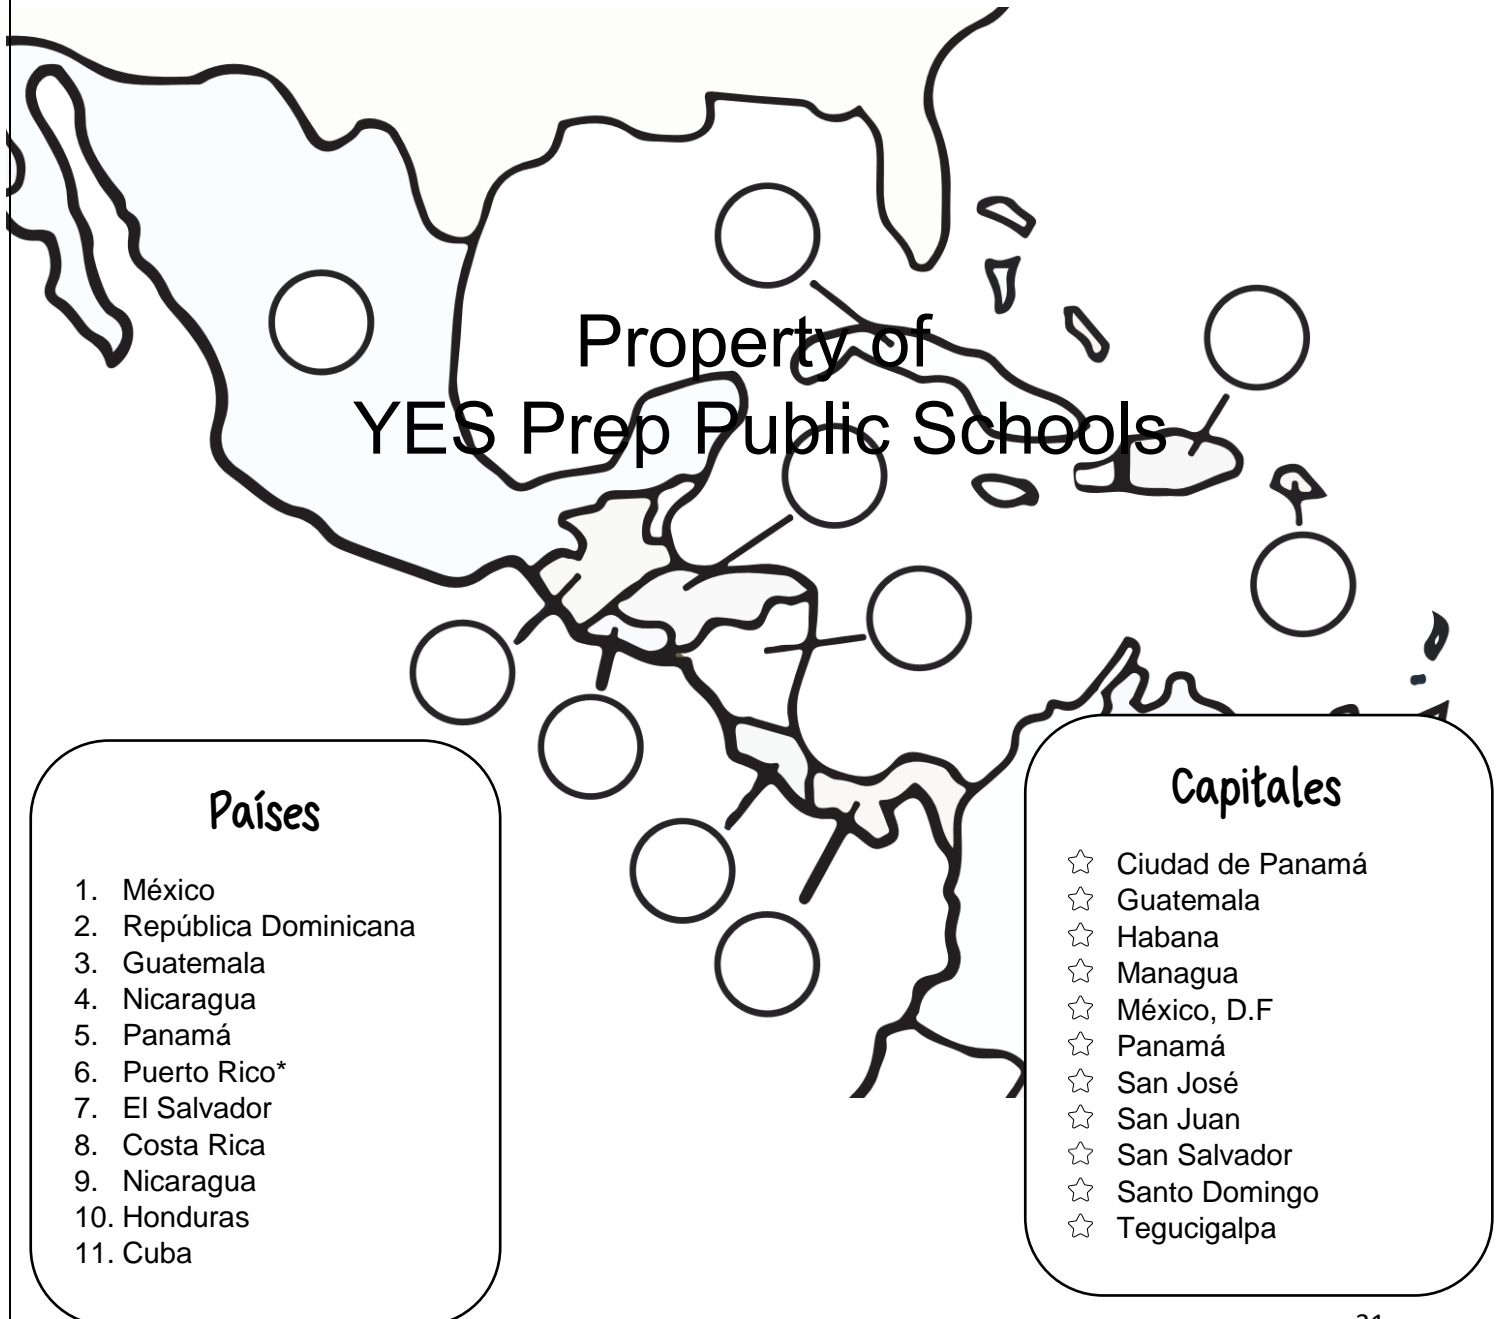 Property of
YES Prep Public Schools
Países
1. México
2. República Dominicana
3. Guatemala
4. Nicaragua
5. Panamá
6. Puerto Rico*
7. El Salvador
8. Costa Rica
9. Nicaragua
10. Honduras
11. Cuba
Capitales
☆ Ciudad de Panamá
☆ Guatemala
☆ Habana
☆ Managua
☆ México, D.F
☆ Panamá
☆ San José
☆ San Juan
☆ San Salvador
☆ Santo Domingo
☆ Tegucigalpa